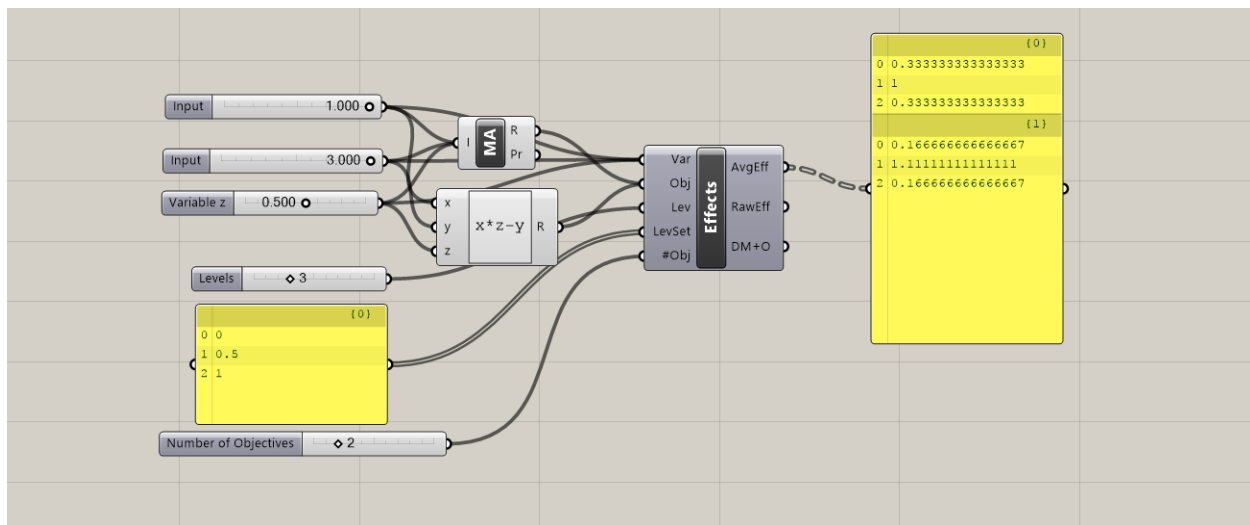 Input 1.000
Input 3.000
Variable z 0.500
Levels 3
{0}
0 0
1 0.5
2 1
Number of Objectives 2
I MA R
Pr
x
y x*z-y R
z
Var
Obj
Lev
LevSet
#Obj
Effects
AvgEff
RawEff
DM+O
{0}
0 0.333333333333333
1 1
2 0.333333333333333
{1}
0 0.166666666666667
1 1.11111111111111
2 0.166666666666667